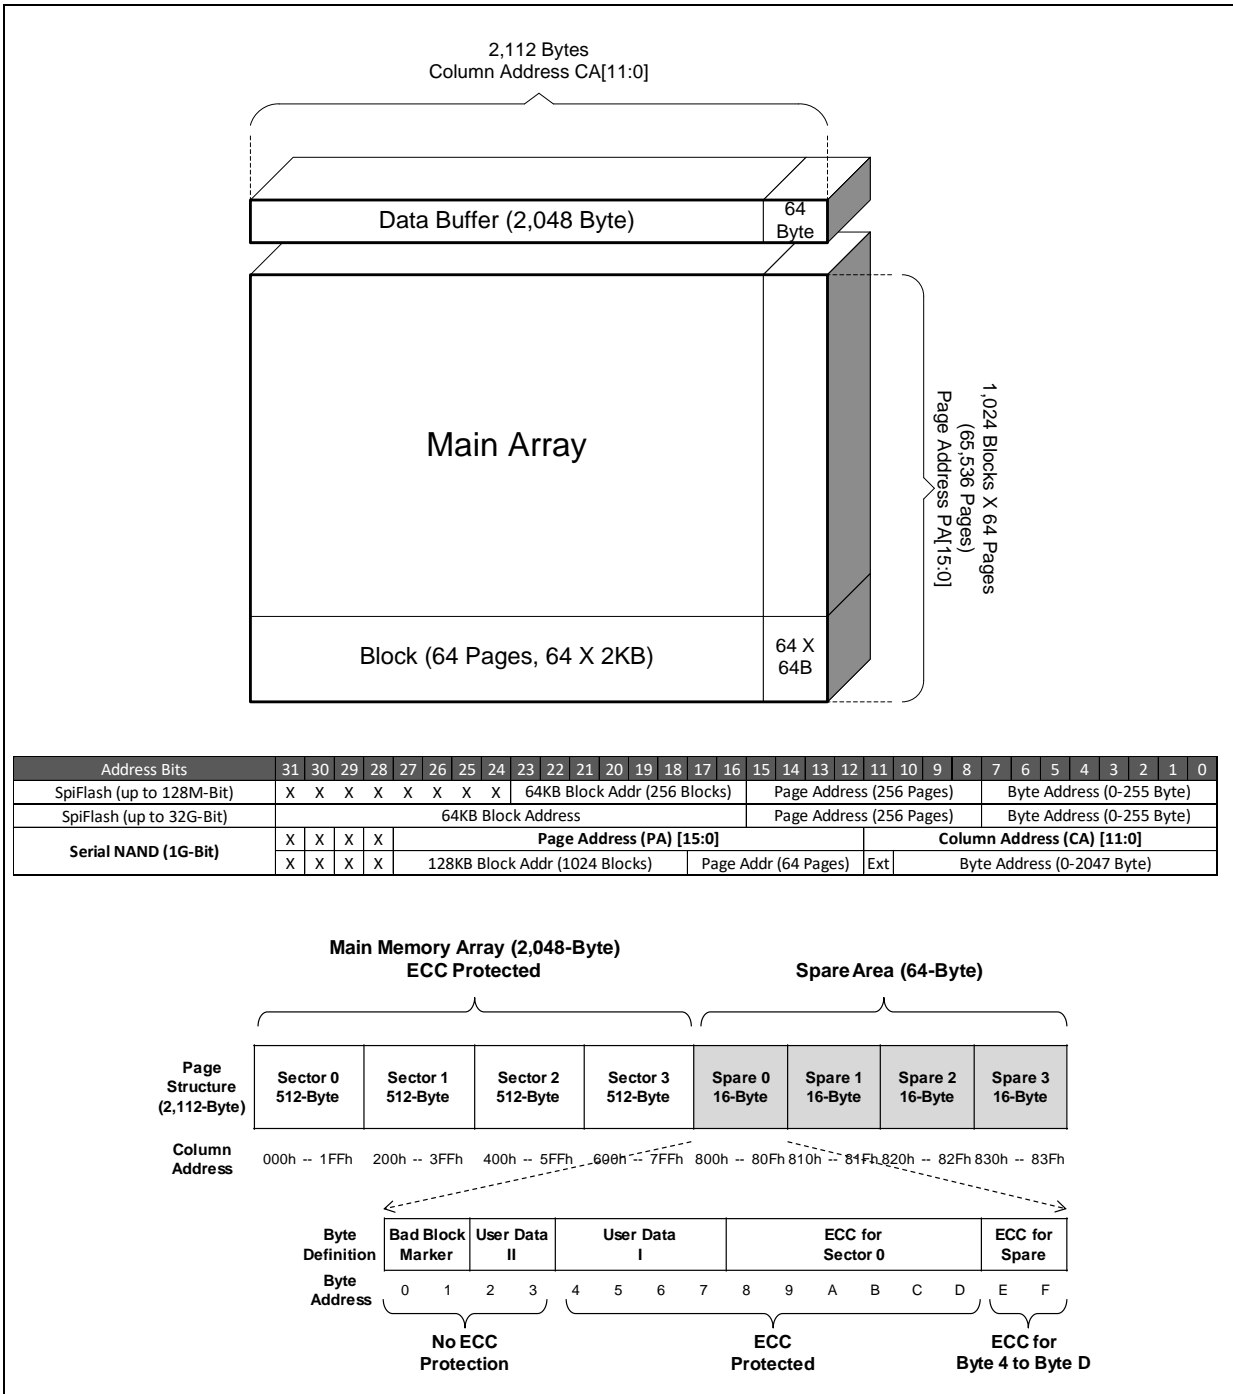 2,112 Bytes
Column Address CA[11:0]
Data Buffer (2,048 Byte)
64
Byte
Main Array
1,024 Blocks X 64 Pages
(65,536 Pages)
Page Address PA[15:0]
Block (64 Pages, 64 X 2KB)
64 X
64B
Address Bits 31 30 29 28 27 26 25 24 23 22 21 20 19 18 17 16 15 14 13 12 11 10 9 8 7 6 5 4 3 2 1 0
SpiFlash (up to 128M-Bit) X X X X X X X X 64KB Block Addr (256 Blocks) Page Address (256 Pages) Byte Address (0-255 Byte)
SpiFlash (up to 32G-Bit) 64KB Block Address Page Address (256 Pages) Byte Address (0-255 Byte)
Serial NAND (1G-Bit)
X X X X Page Address (PA) [15:0] Column Address (CA) [11:0]
X X X X 128KB Block Addr (1024 Blocks) Page Addr (64 Pages) Ext Byte Address (0-2047 Byte)
Main Memory Array (2,048-Byte)
ECC Protected
Spare Area (64-Byte)
Page
Structure
(2,112-Byte)
Sector 0 Sector 1 Sector 2 Sector 3 Spare 0 Spare 1 Spare 2 Spare 3
512-Byte 512-Byte 512-Byte 512-Byte 16-Byte 16-Byte 16-Byte 16-Byte
Column
Address
000h -- 1FFh 200h -- 3FFh 400h -- 5FFh 600h -- 7FFh 800h -- 80Fh 810h -- 81Fh 820h -- 82Fh 830h -- 83Fh
Byte
Definition
Bad Block User Data User Data ECC for ECC for
Marker II I Sector 0 Spare
Byte
Address
0 1 2 3 4 5 6 7 8 9 A B C D E F
No ECC
Protection
ECC
Protected
ECC for
Byte 4 to Byte D